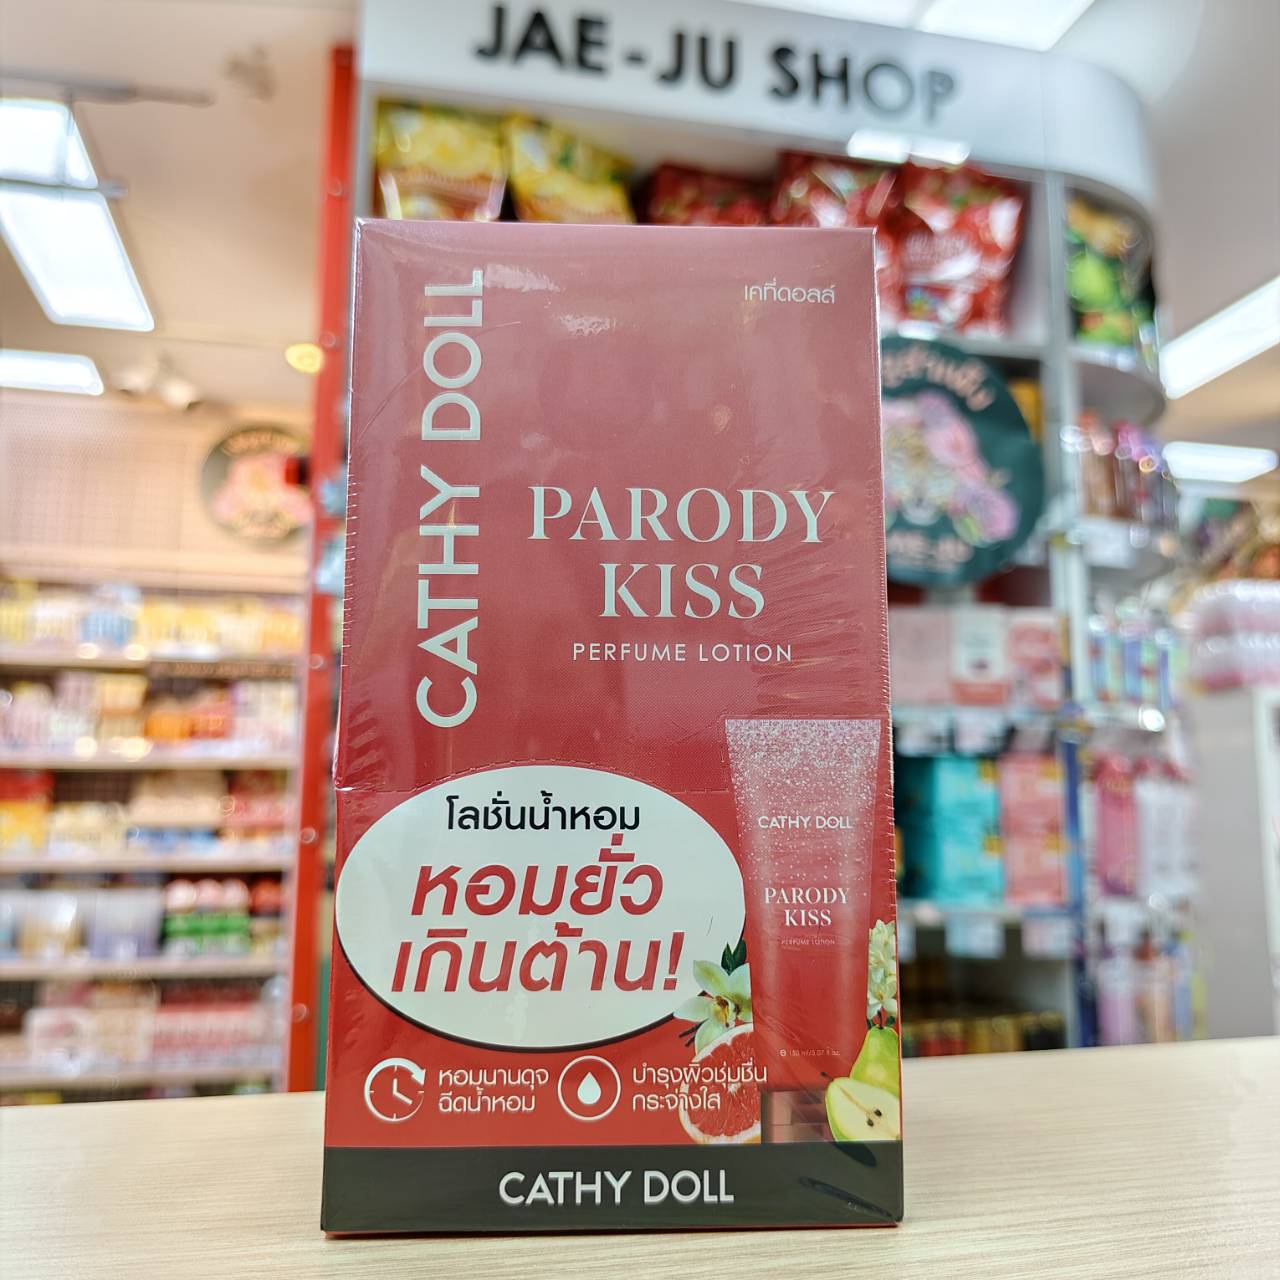 JAE-JU SHOP
เคที่ดอลล์
CATHY DOLL
PARODY
KISS
PERFUME LOTION
โลชั่นน้ำหอม
หอมยั่ว
เกินต้าน!
CATHY DOLL
PARODY
KISS
PERFUME LOTION
หอมนานดุจ
ฉีดน้ำหอม
บำรุงผิวชุ่มชื่น
กระจ่างใส
CATHY DOLL